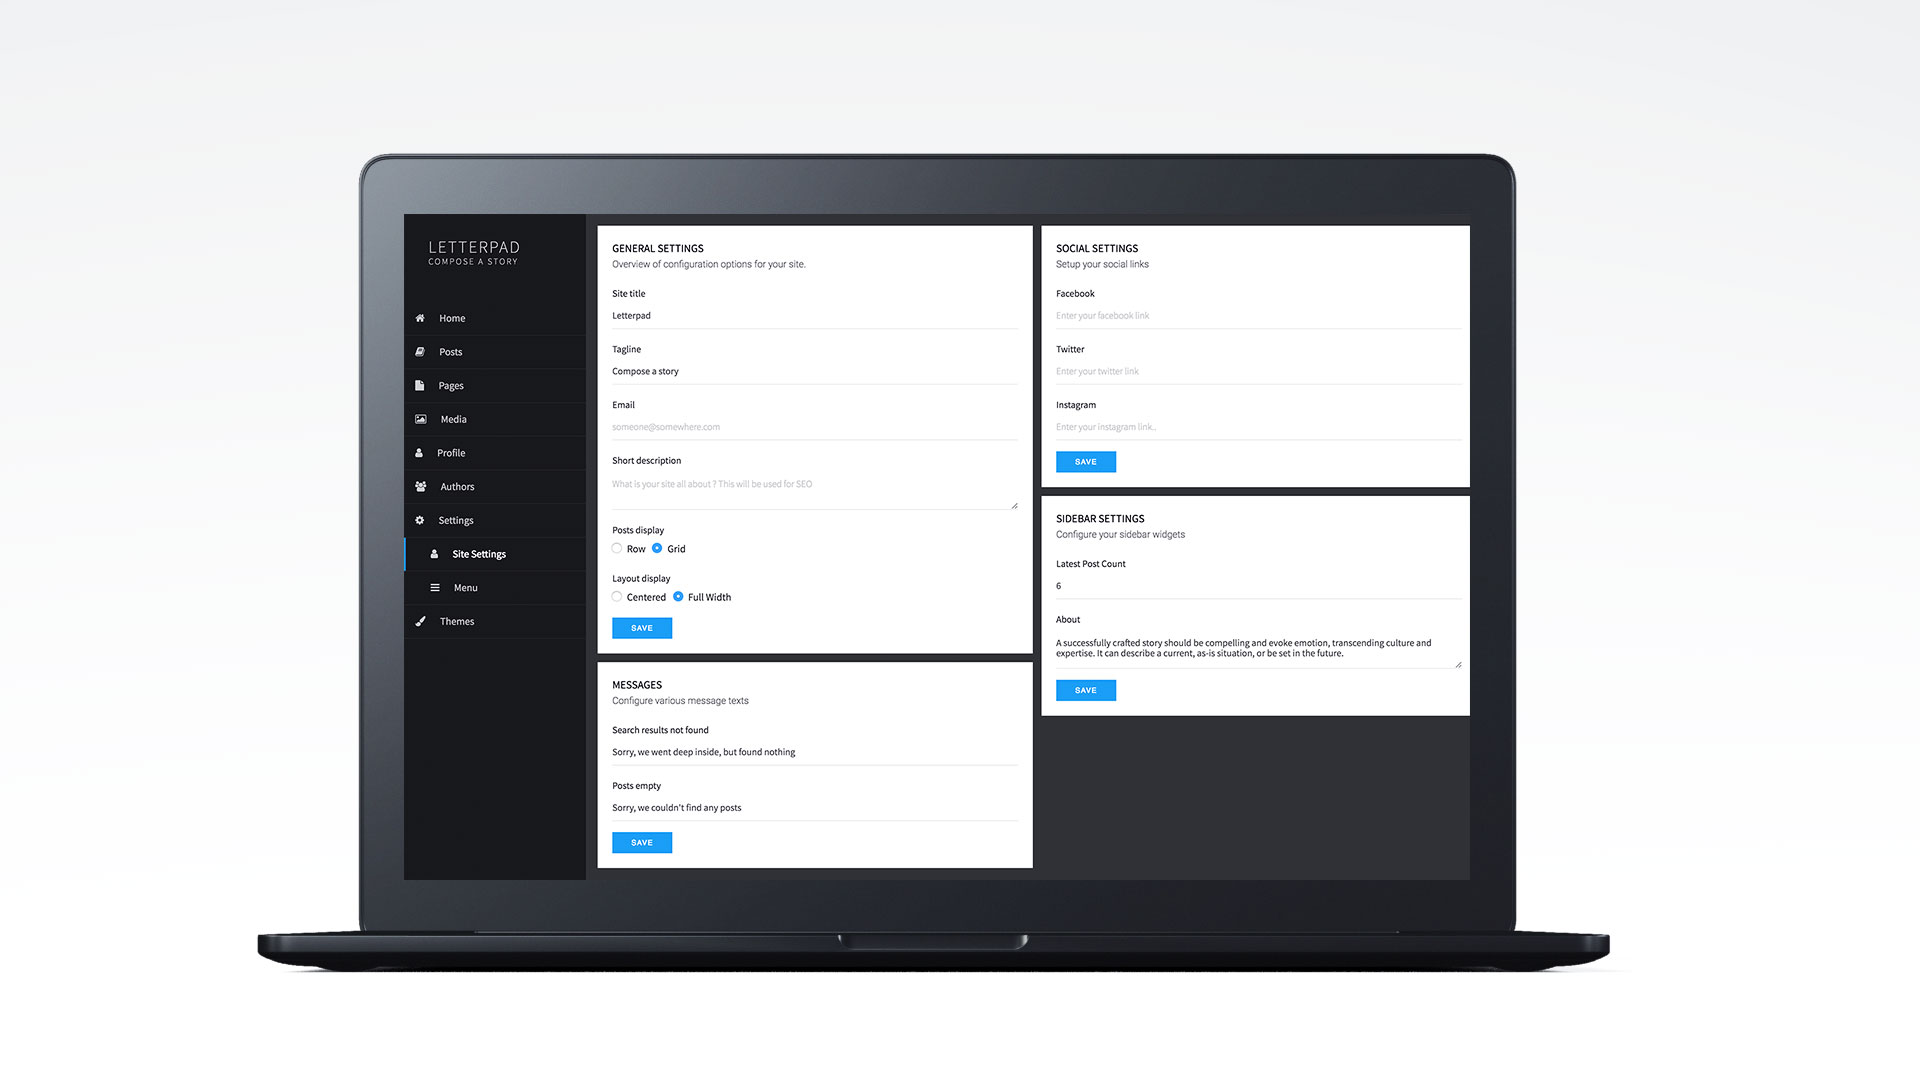 LETTERPAD
COMPOSE A STORY
Home
Posts
Pages
Media
Profile
Authors
Settings
Site Settings
Menu
Themes
GENERAL SETTINGS
Overview of configuration options for your site.
Site title
Letterpad
Tagline
Compose a story
Email
someone@somewhere.com
Short description
What is your site all about ? This will be used for SEO
Posts display
Row Grid
Layout display
Centered Full Width
SAVE
MESSAGES
Configure various message texts
Search results not found
Sorry, we went deep inside, but found nothing
Posts empty
Sorry, we couldn't find any posts
SAVE
SOCIAL SETTINGS
Setup your social links
Facebook
Enter your facebook link
Twitter
Enter your twitter link
Instagram
Enter your instagram link..
SAVE
SIDEBAR SETTINGS
Configure your sidebar widgets
Latest Post Count
6
About
A successfully crafted story should be compelling and evoke emotion, transcending culture and
expertise. It can describe a current, as-is situation, or be set in the future.
SAVE